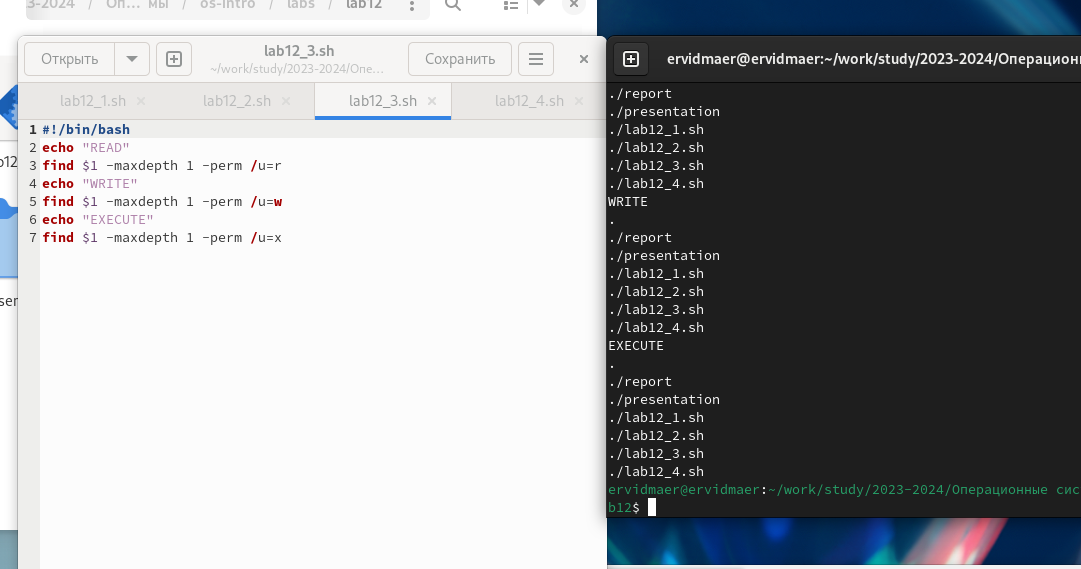 3-2024 / Оп… мы / os-intro / labs / lab12
Открыть
lab12_3.sh
~/work/study/2023-2024/Опе…
Сохранить
lab12_1.sh lab12_2.sh lab12_3.sh lab12_4.sh
1 #!/bin/bash
2 echo "READ"
3 find $1 -maxdepth 1 -perm /u=r
4 echo "WRITE"
5 find $1 -maxdepth 1 -perm /u=w
6 echo "EXECUTE"
7 find $1 -maxdepth 1 -perm /u=x
ervidmaer@ervidmaer:~/work/study/2023-2024/Операцион
./report
./presentation
./lab12_1.sh
./lab12_2.sh
./lab12_3.sh
./lab12_4.sh
WRITE
.
./report
./presentation
./lab12_1.sh
./lab12_2.sh
./lab12_3.sh
./lab12_4.sh
EXECUTE
.
./report
./presentation
./lab12_1.sh
./lab12_2.sh
./lab12_3.sh
./lab12_4.sh
ervidmaer@ervidmaer:~/work/study/2023-2024/Операционные сис
b12$